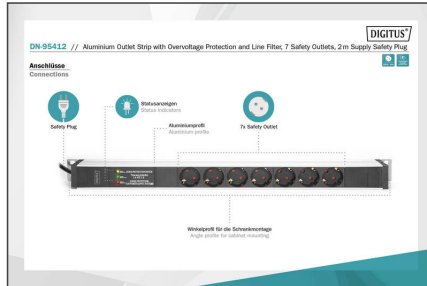 DIGITUS®
DN-95412 // Aluminium Outlet Strip with Overvoltage Protection and Line Filter, 7 Safety Outlets, 2 m Supply Safety Plug
Anschlüsse
Connections
Safety Plug
Statusanzeigen
Status indicators
Aluminiumprofil
Aluminium profile
7x Safety Outlet
Winkelprofil für die Schrankmontage
Angle profile for cabinet mounting